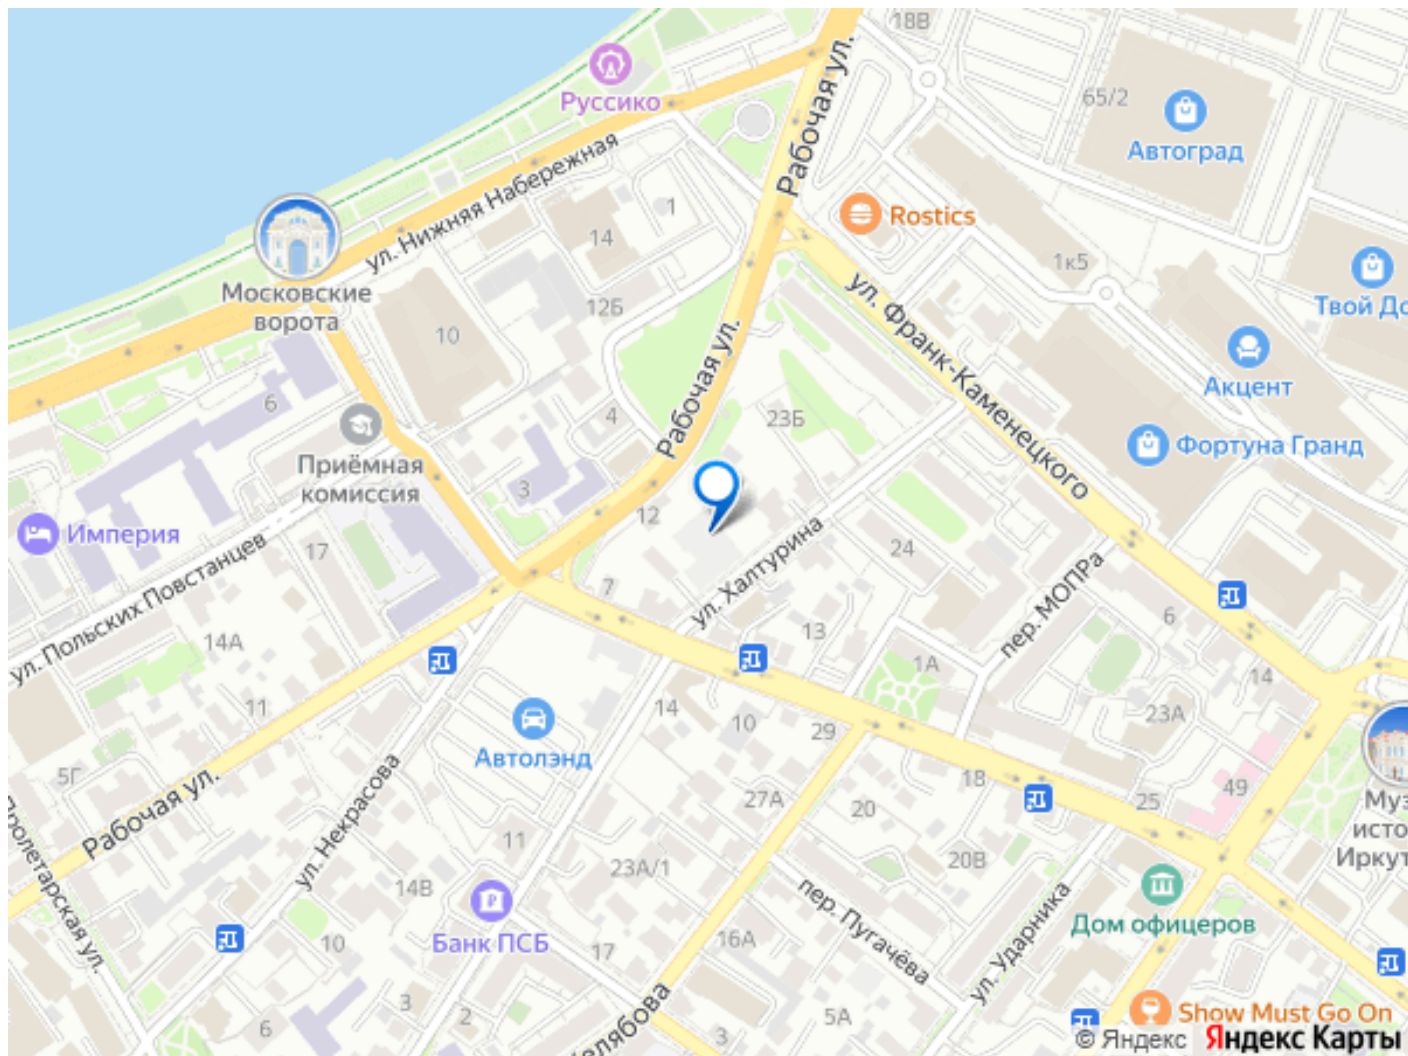 18В
Руссико
Рабочая ул.
65/2
Автоград
ул. Нижняя Набережная
1
14
Rostics
1к5
Московские
ворота
12Б
10
Твой До
ул. Франк-Каменецкого
Рабочая ул.
Акцент
6
4
23Б
Приёмная
комиссия
Фортуна Гранд
3
12
Империя
17
24
ул. Польских Повстанцев
7
ул. Халтурина
пер. МОПРа
6
14А
13
1А
14
11
14
10
29
23А
Автолэнд
5Г
Рабочая ул.
ул. Некрасова
27А
20
18
25
49
Муз
исто
Иркут
Пролетарская ул.
11
23А/1
20В
14В
Дом офицеров
Банк ПСБ
10
17
16А
пер. Пугачёва
ул. Ударника
3
2
6
елябова
3
5А
Show Must Go On
© Яндекс Яндекс Карты